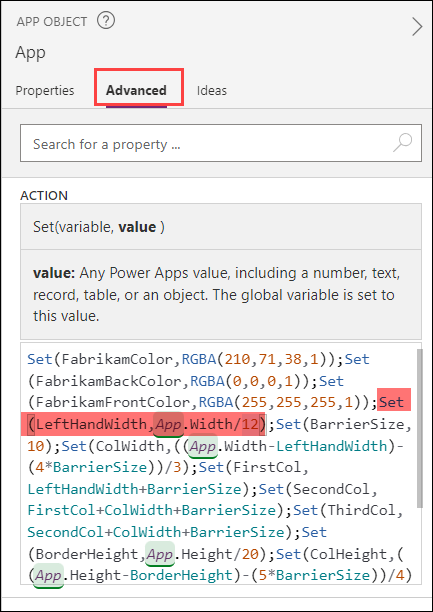 APP OBJECT ?
App
Properties Advanced Ideas
Search for a property ...
ACTION
Set(variable, value )
value: Any Power Apps value, including a number, text,
record, table, or an object. The global variable is set to
this value.
Set(FabrikamColor,RGBA(210,71,38,1));Set
(FabrikamBackColor,RGBA(0,0,0,1));Set
(FabrikamFrontColor,RGBA(255,255,255,1));Set
(LeftHandWidth,App.Width/12);Set(BarrierSize,
10);Set(ColWidth,((App.Width-LeftHandWidth)-
(4*BarrierSize))/3);Set(FirstCol,
LeftHandWidth+BarrierSize);Set(SecondCol,
FirstCol+ColWidth+BarrierSize);Set(ThirdCol,
SecondCol+ColWidth+BarrierSize);Set
(BorderHeight,App.Height/20);Set(ColHeight,(
(App.Height-BorderHeight)-(5*BarrierSize))/4)